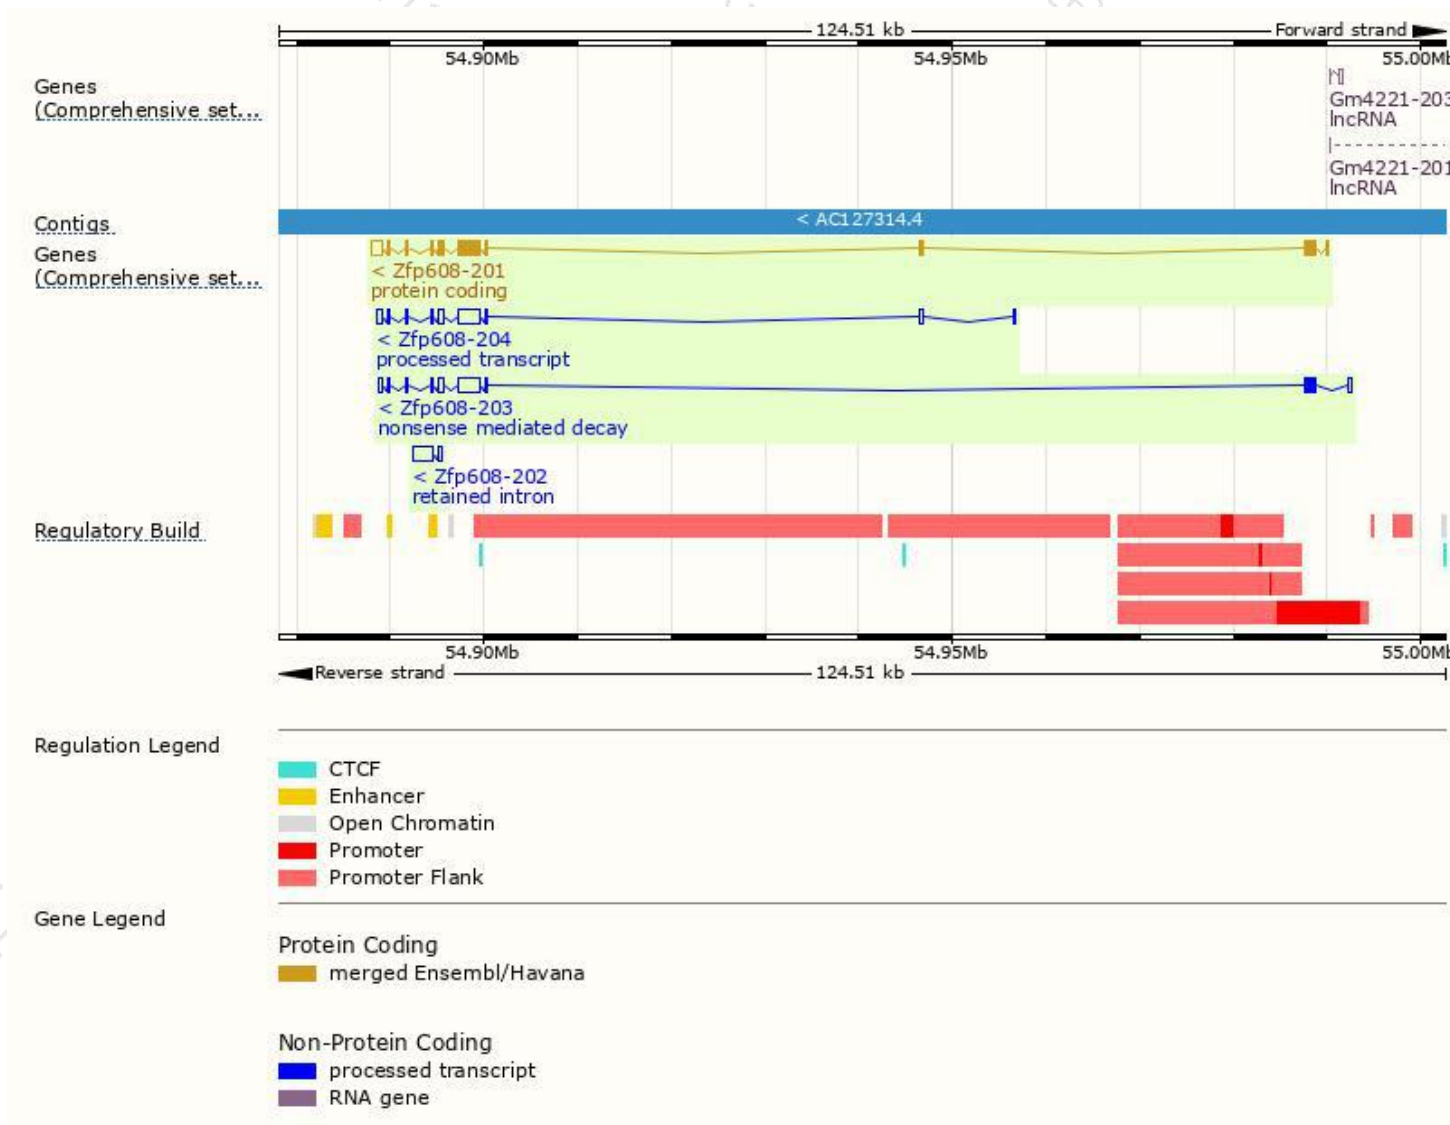 124.51 kb
Forward strand
54.90Mb
54.95Mb
55.00Mb
Genes
(Comprehensive set...
Gm4221-203
lncRNA
Gm4221-201
lncRNA
Contigs
< AC127314.4
Genes
(Comprehensive set...
< Zfp608-201
protein coding
< Zfp608-204
processed transcript
< Zfp608-203
nonsense mediated decay
< Zfp608-202
retained intron
Regulatory Build
54.90Mb
54.95Mb
55.00Mb
Reverse strand
124.51 kb
Regulation Legend
CTCF
Enhancer
Open Chromatin
Promoter
Promoter Flank
Gene Legend
Protein Coding
merged Ensembl/Havana
Non-Protein Coding
processed transcript
RNA gene